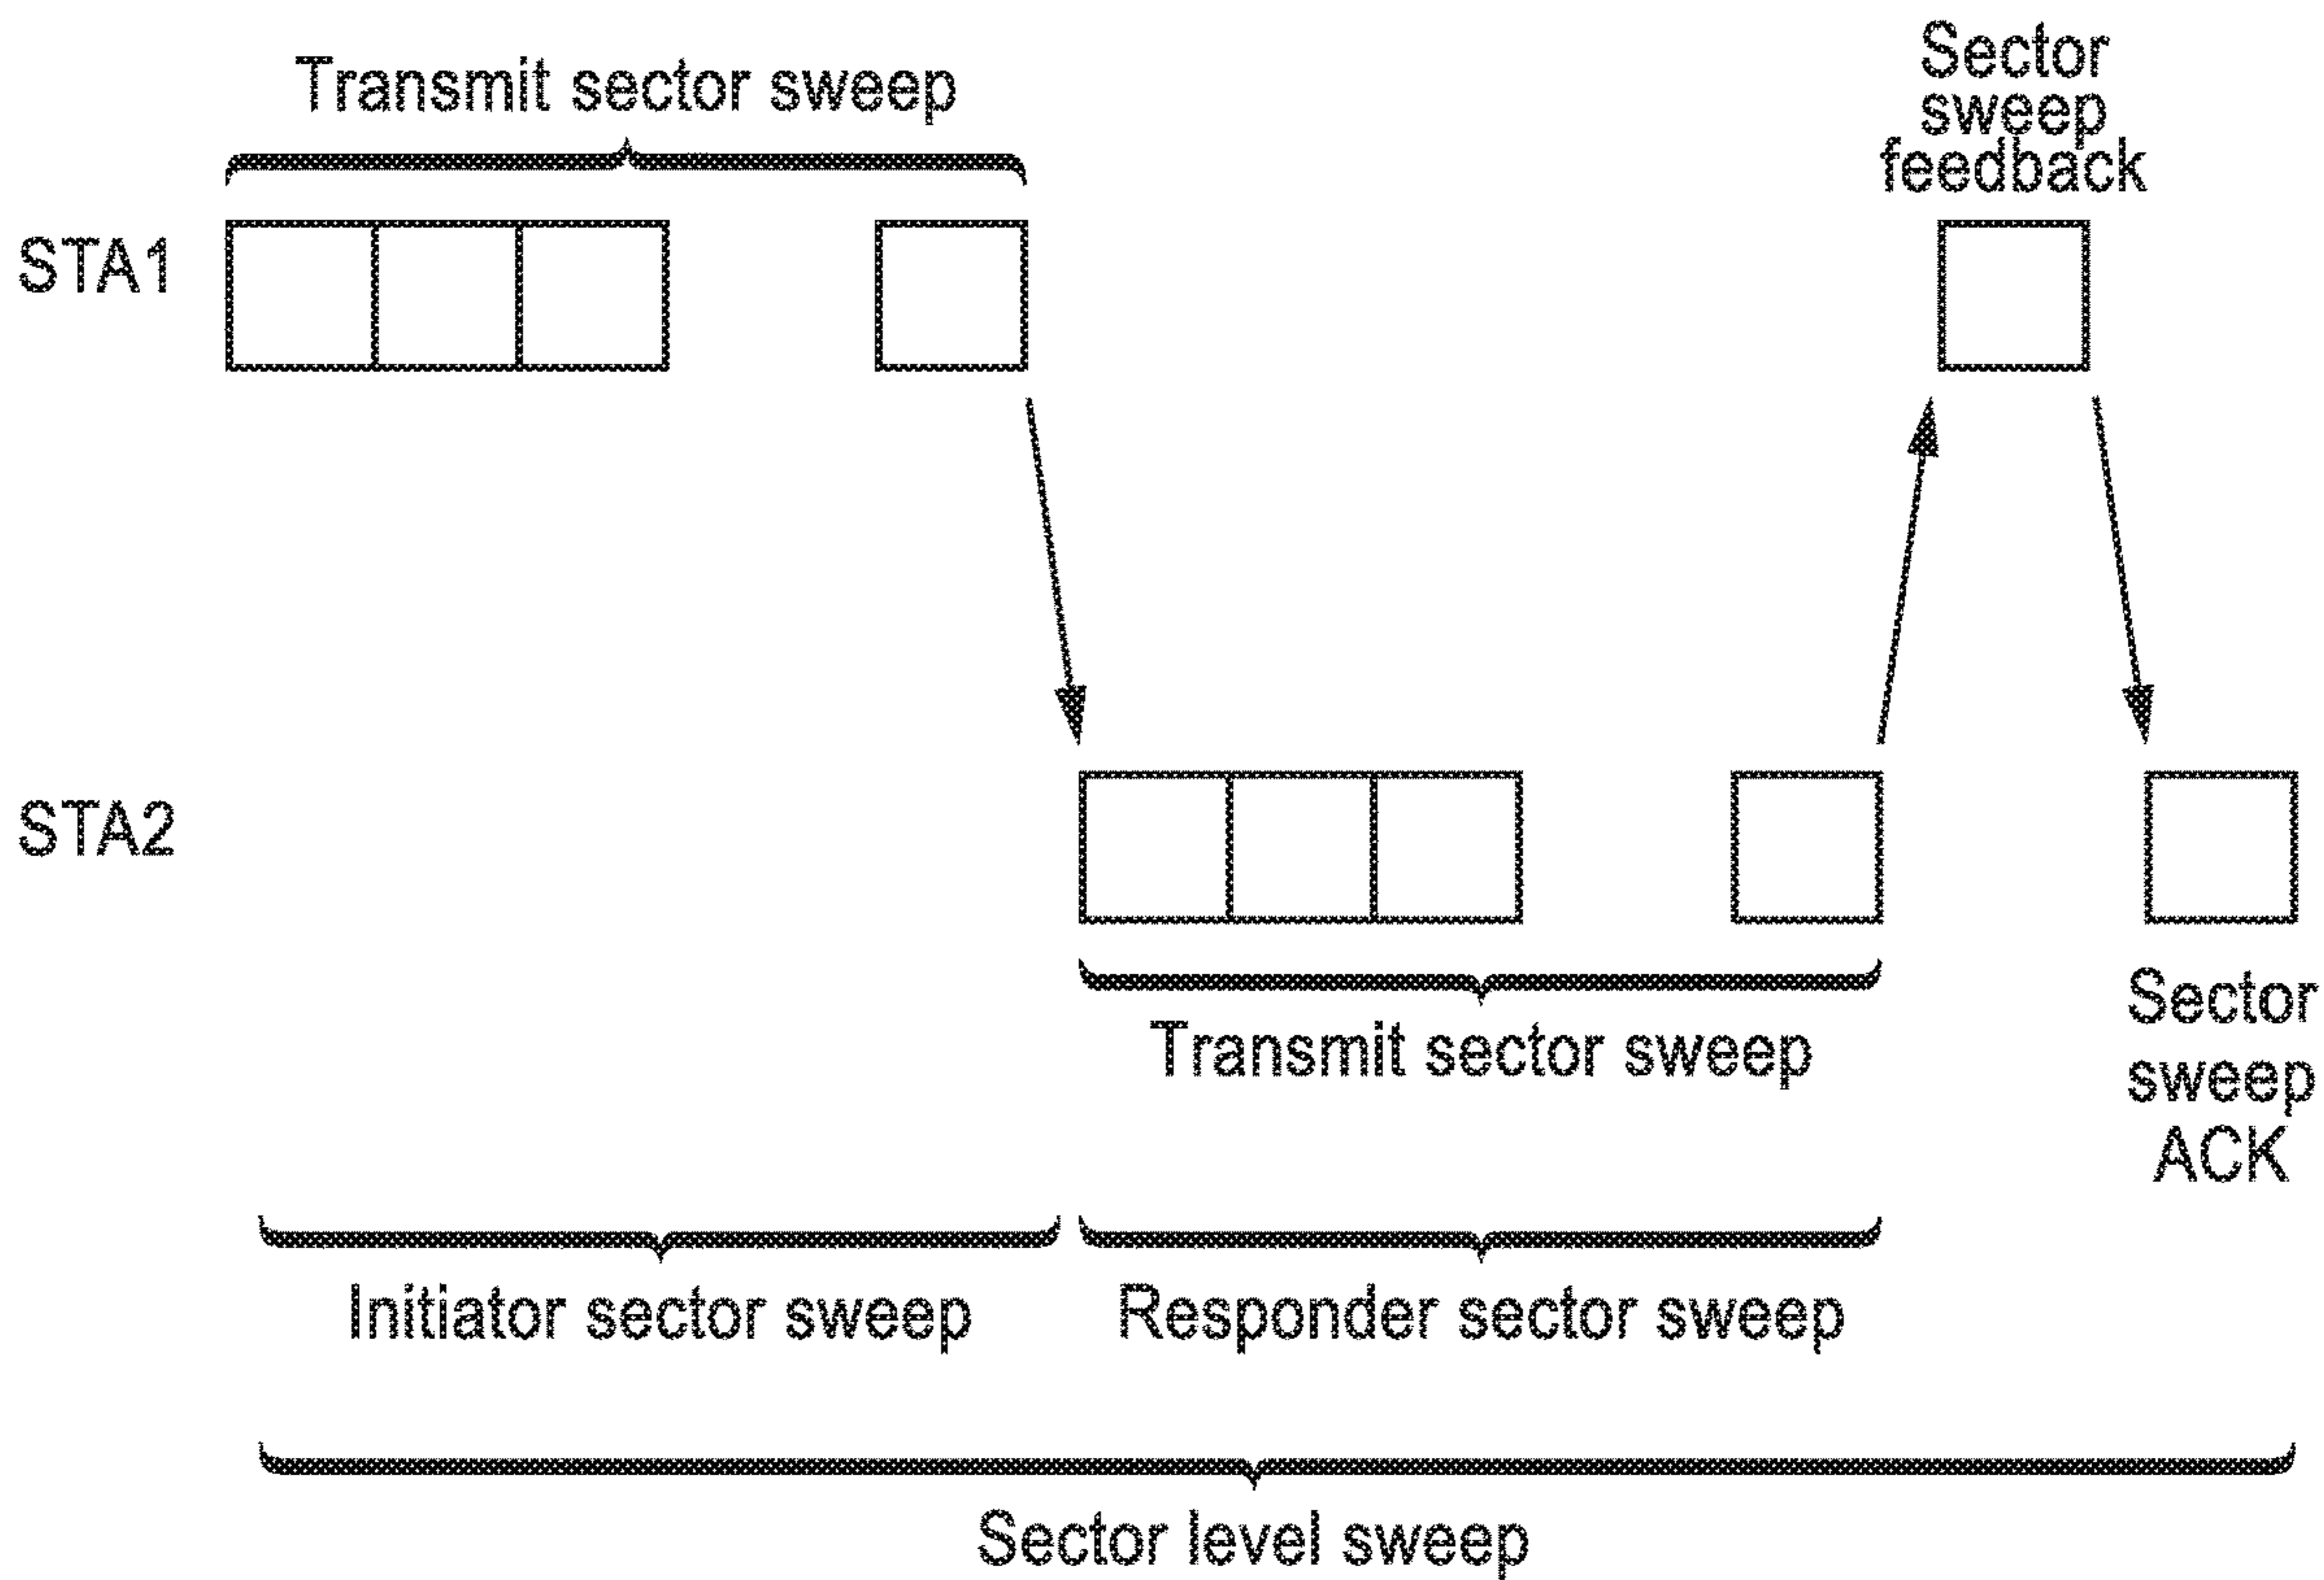 Transmit sector sweep
Sector
sweep
feedback
STA1
STA2
Transmit sector sweep
Sector
sweep
ACK
Initiator sector sweep
Responder sector sweep
Sector level sweep